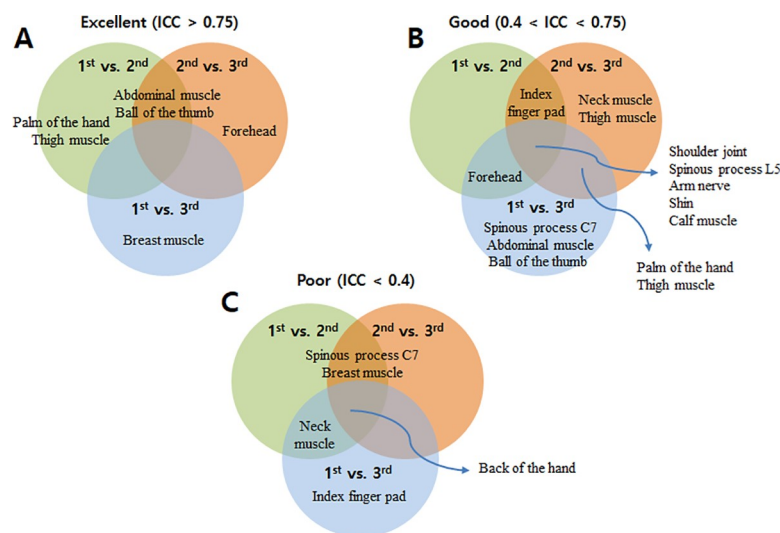 A
Excellent (ICC > 0.75)
1st vs. 2nd
2nd vs. 3rd
Abdominal muscle
Ball of the thumb
Palm of the hand
Thigh muscle
Forehead
1st vs. 3rd
Breast muscle
B
Good (0.4 < ICC < 0.75)
1st vs. 2nd
2nd vs. 3rd
Index
finger pad
Neck muscle
Thigh muscle
Forehead
1st vs. 3rd
Spinous process C7
Abdominal muscle
Ball of the thumb
Shoulder joint
Spinous process L5
Arm nerve
Shin
Calf muscle
Palm of the hand
Thigh muscle
C
Poor (ICC < 0.4)
1st vs. 2nd
2nd vs. 3rd
Spinous process C7
Breast muscle
Neck
muscle
1st vs. 3rd
Index finger pad
Back of the hand